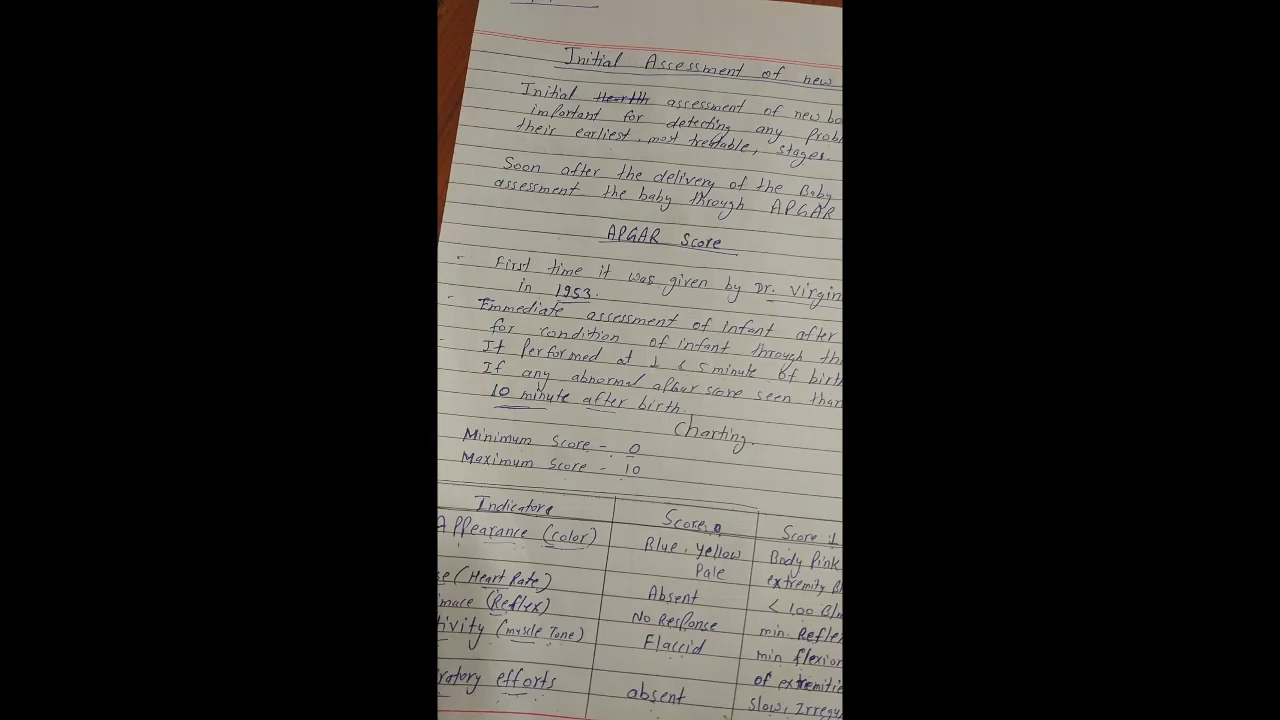 Initial Assessment of new
Initial Health assessment of new bo
important for detecting any probl
their earliest, most treatable, stages.
Soon after the delivery of the Baby
assessment the baby through APGAR
APGAR Score
- First time it was given by Dr. Virgin
in 1953.
- Emmediate assessment of infant after
for condition of infant through th
- It Performed at 1 & 5 minute of birth
If any abnormal apgar score seen than
10 minute after birth.
Charting.
Minimum Score - 0
Maximum Score - 10
Indicators Score 0 Score 1
Appearance (color) Blue, Yellow Body Pink
Pale extremity B
se (Heart Rate) Absent < 100 B/m
mace (Reflex) No Response min. Refle
tivity (muscle Tone) Flaccid min flexion
of extremitie
ratory efforts absent slow, Irregu